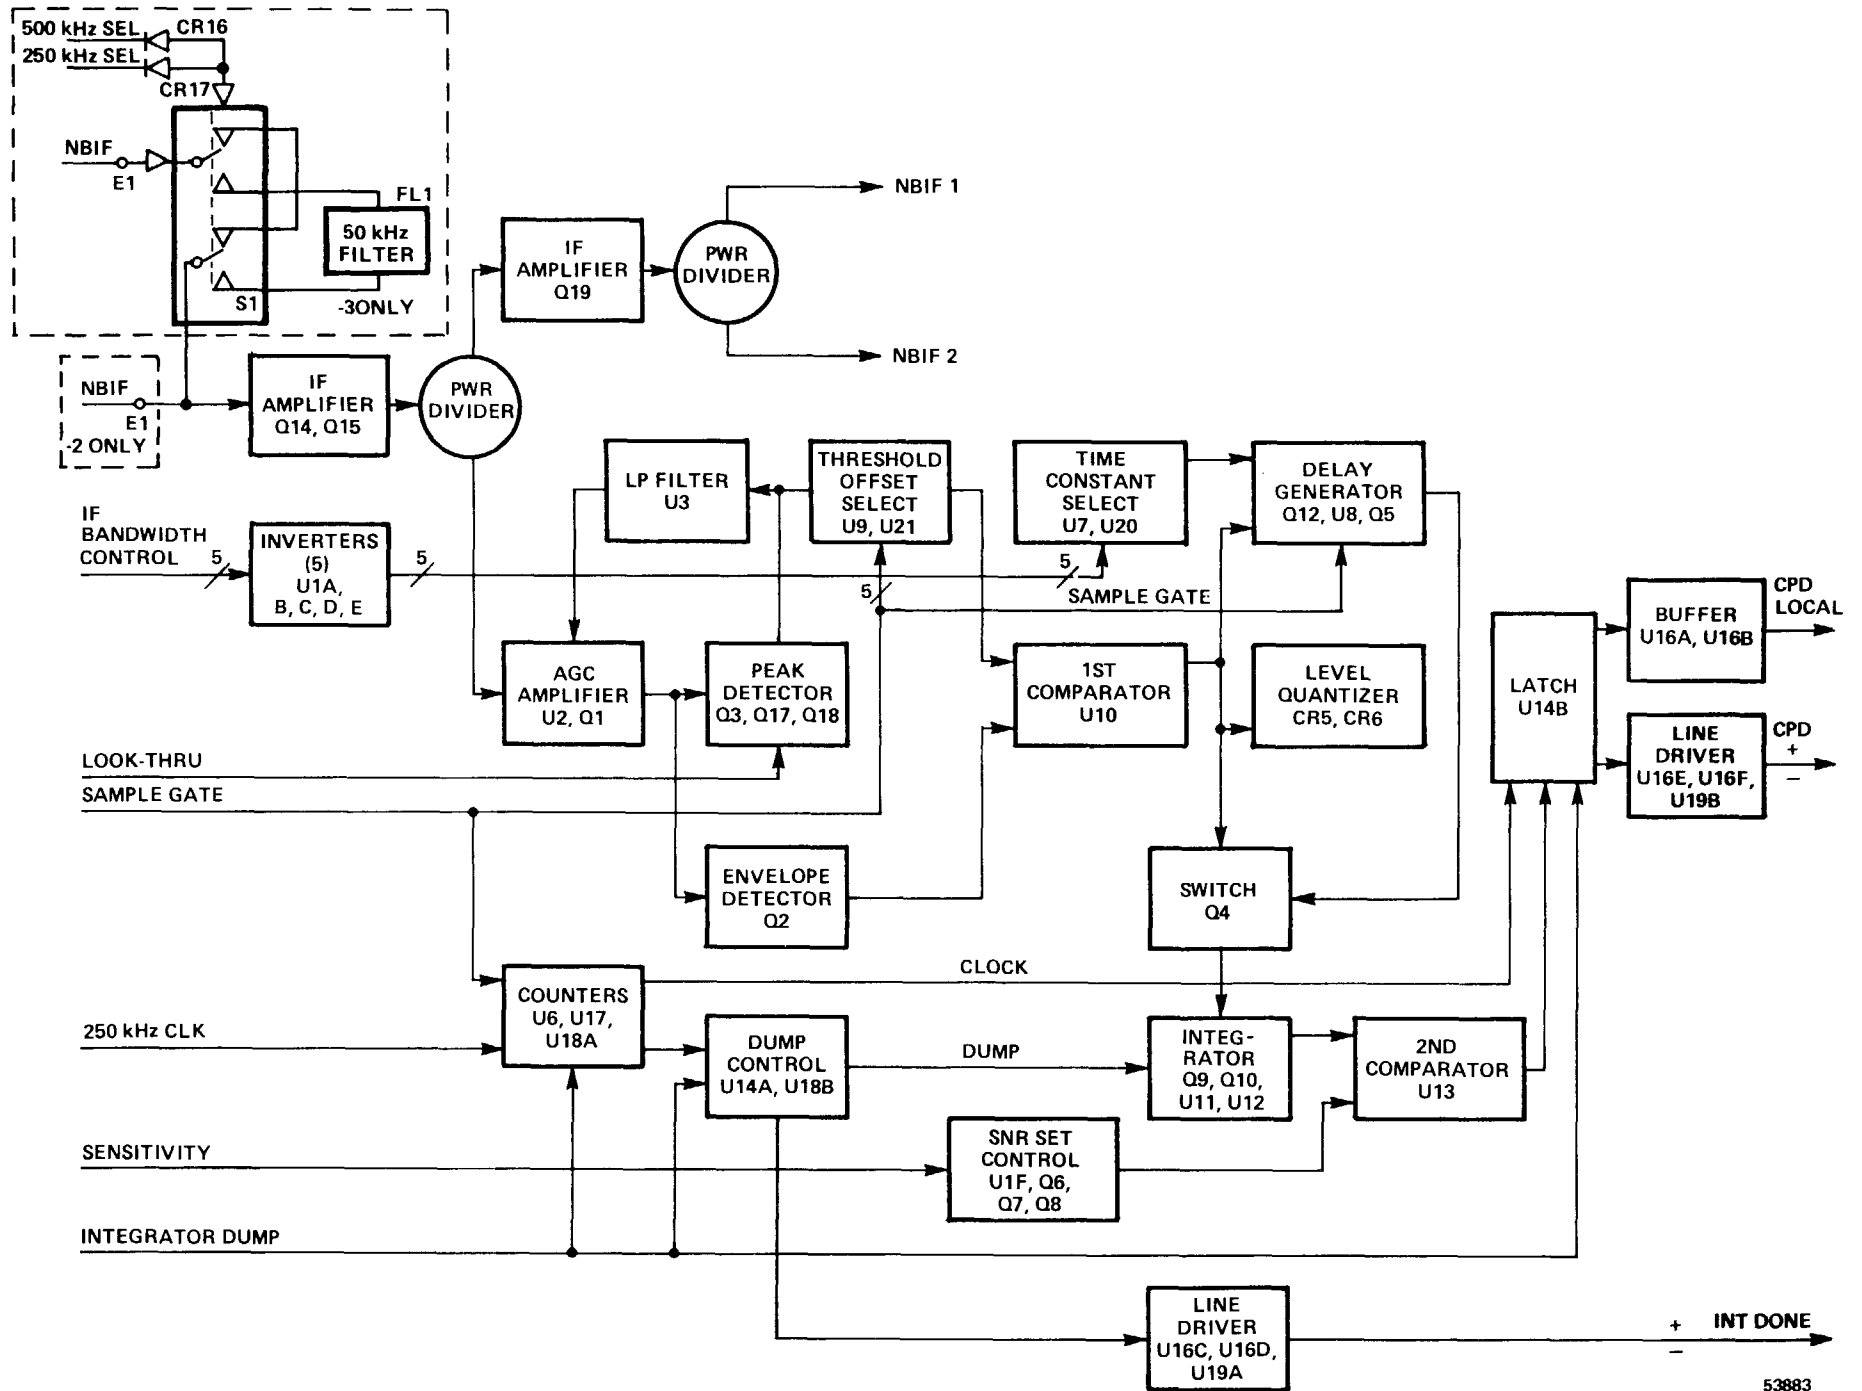 500 kHz SEL
CR16
250 kHz SEL
CR17
NBIF
E1
FL1
50 kHz
FILTER
S1
-3ONLY
NBIF
E1
-2 ONLY
IF
AMPLIFIER
Q14, Q15
PWR
DIVIDER
IF
AMPLIFIER
Q19
PWR
DIVIDER
NBIF 1
NBIF 2
IF
BANDWIDTH
CONTROL
5
INVERTERS
(5)
U1A,
B, C, D, E
5
LP FILTER
U3
THRESHOLD
OFFSET
SELECT
U9, U21
TIME
CONSTANT
SELECT
U7, U20
DELAY
GENERATOR
Q12, U8, Q5
5
5
SAMPLE GATE
AGC
AMPLIFIER
U2, Q1
PEAK
DETECTOR
Q3, Q17, Q18
1ST
COMPARATOR
U10
LEVEL
QUANTIZER
CR5, CR6
LATCH
U14B
BUFFER
U16A, U16B
CPD
LOCAL
LINE
DRIVER
U16E, U16F,
U19B
CPD
+
−
LOOK-THRU
SAMPLE GATE
ENVELOPE
DETECTOR
Q2
SWITCH
Q4
COUNTERS
U6, U17,
U18A
CLOCK
250 kHz CLK
DUMP
CONTROL
U14A, U18B
DUMP
INTEG-
RATOR
Q9, Q10,
U11, U12
2ND
COMPARATOR
U13
SENSITIVITY
SNR SET
CONTROL
U1F, Q6,
Q7, Q8
INTEGRATOR DUMP
LINE
DRIVER
U16C, U16D,
U19A
+
−
INT DONE
53883